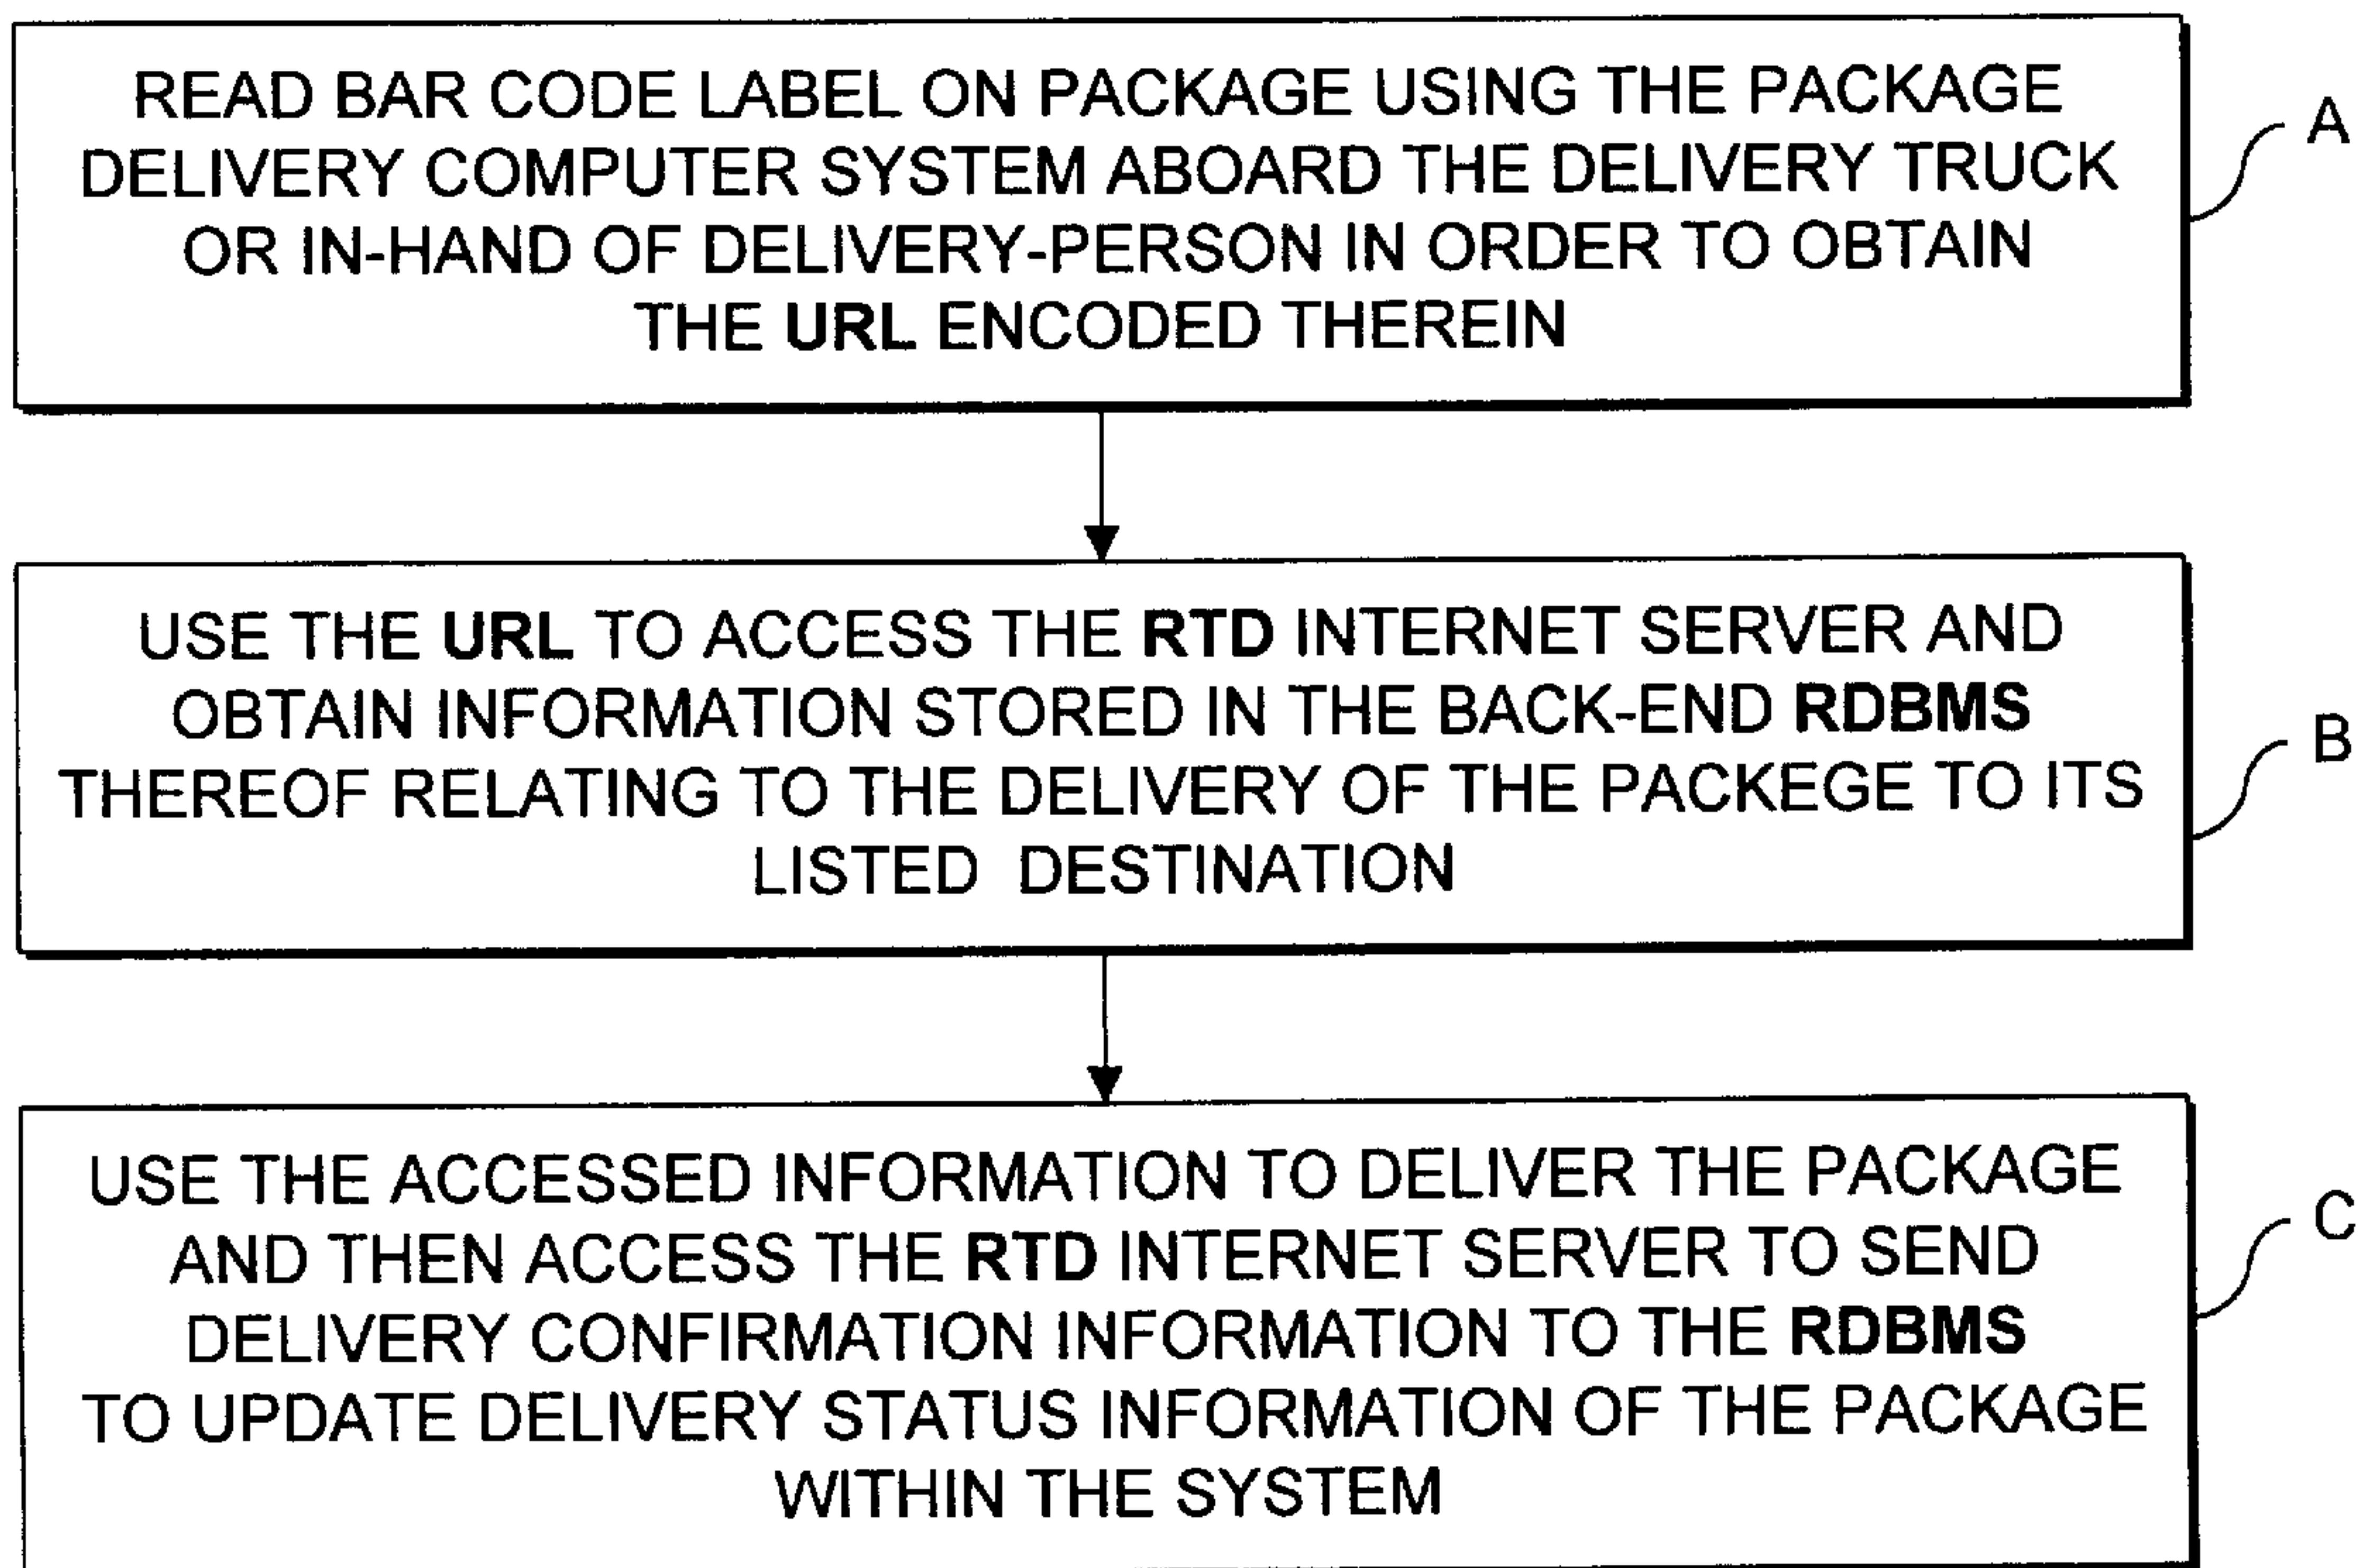 READ BAR CODE LABEL ON PACKAGE USING THE PACKAGE
DELIVERY COMPUTER SYSTEM ABOARD THE DELIVERY TRUCK
OR IN-HAND OF DELIVERY-PERSON IN ORDER TO OBTAIN
THE URL ENCODED THEREIN
A
USE THE URL TO ACCESS THE RTD INTERNET SERVER AND
OBTAIN INFORMATION STORED IN THE BACK-END RDBMS
THEREOF RELATING TO THE DELIVERY OF THE PACKEGE TO ITS
LISTED DESTINATION
B
USE THE ACCESSED INFORMATION TO DELIVER THE PACKAGE
AND THEN ACCESS THE RTD INTERNET SERVER TO SEND
DELIVERY CONFIRMATION INFORMATION TO THE RDBMS
TO UPDATE DELIVERY STATUS INFORMATION OF THE PACKAGE
WITHIN THE SYSTEM
C